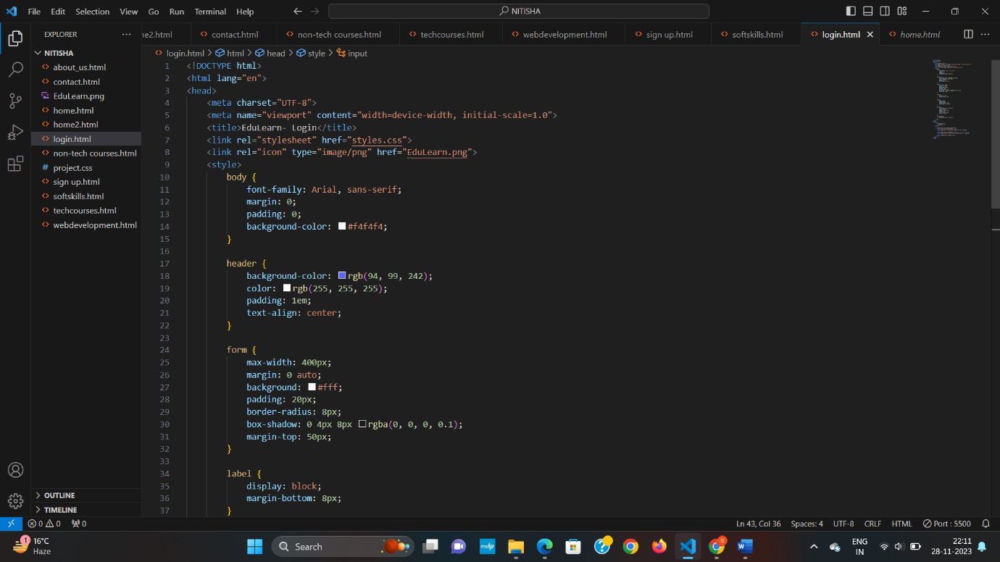 File Edit Selection View Go Run Terminal Help
NITISHA
EXPLORER
me2.html contact.html non-tech courses.html techcourses.html webdevelopment.html sign up.html softskills.html login.html home.html
NITISHA
about_us.html
contact.html
EduLearn.png
home.html
home2.html
login.html
non-tech courses.html
project.css
sign up.html
softskills.html
techcourses.html
webdevelopment.html
OUTLINE
TIMELINE
login.html > html > head > style > input
1 <!DOCTYPE html>
2 <html lang="en">
3 <head>
4 <meta charset="UTF-8">
5 <meta name="viewport" content="width=device-width, initial-scale=1.0">
6 <title>EduLearn- Login</title>
7 <link rel="stylesheet" href="styles.css">
8 <link rel="icon" type="image/png" href="EduLearn.png">
9 <style>
10 body {
11 font-family: Arial, sans-serif;
12 margin: 0;
13 padding: 0;
14 background-color: #f4f4f4;
15 }
16
17 header {
18 background-color: rgb(94, 99, 242);
19 color: rgb(255, 255, 255);
20 padding: 1em;
21 text-align: center;
22 }
23
24 form {
25 max-width: 400px;
26 margin: 0 auto;
27 background: #fff;
28 padding: 20px;
29 border-radius: 8px;
30 box-shadow: 0 4px 8px rgba(0, 0, 0, 0.1);
31 margin-top: 50px;
32 }
33
34 label {
35 display: block;
36 margin-bottom: 8px;
37 }
0 0 0 Ln 43, Col 36 Spaces: 4 UTF-8 CRLF HTML Port : 5500
1 16°C
Haze
Search
myhp
S
W
ENG
IN
22:11
28-11-2023